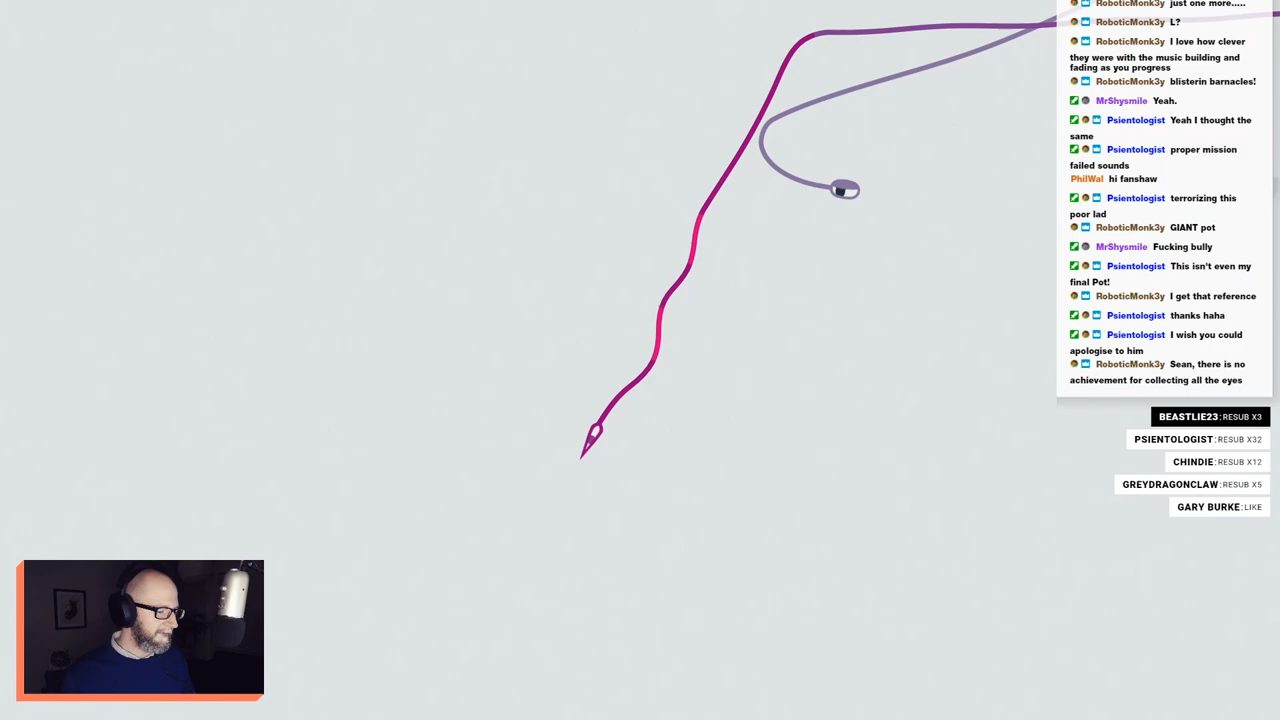 RoboticMonk3y just one more.....
RoboticMonk3y L?
RoboticMonk3y I love how clever
they were with the music building and
fading as you progress
RoboticMonk3y blisterin barnacles!
MrShysmile Yeah.
Psientologist Yeah I thought the
same
Psientologist proper mission
failed sounds
PhilWal hi fanshaw
Psientologist terrorizing this
poor lad
RoboticMonk3y GIANT pot
MrShysmile Fucking bully
Psientologist This isn't even my
final Pot!
RoboticMonk3y I get that reference
Psientologist thanks haha
Psientologist I wish you could
apologise to him
RoboticMonk3y Sean, there is no
achievement for collecting all the eyes
BEASTLIE23: RESUB X3
PSIENTOLOGIST: RESUB X32
CHINDIE: RESUB X12
GREYDRAGONCLAW: RESUB X5
GARY BURKE: LIKE